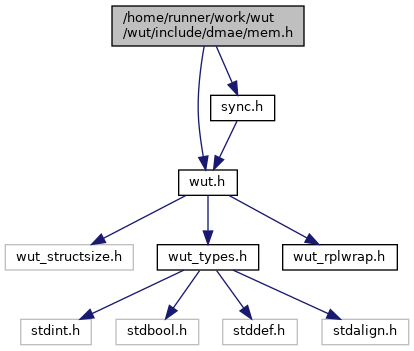 /home/runner/work/wut
/wut/include/dmae/mem.h
sync.h
wut.h
wut_structsize.h
wut_types.h
wut_rplwrap.h
stdint.h
stdbool.h
stddef.h
stdalign.h